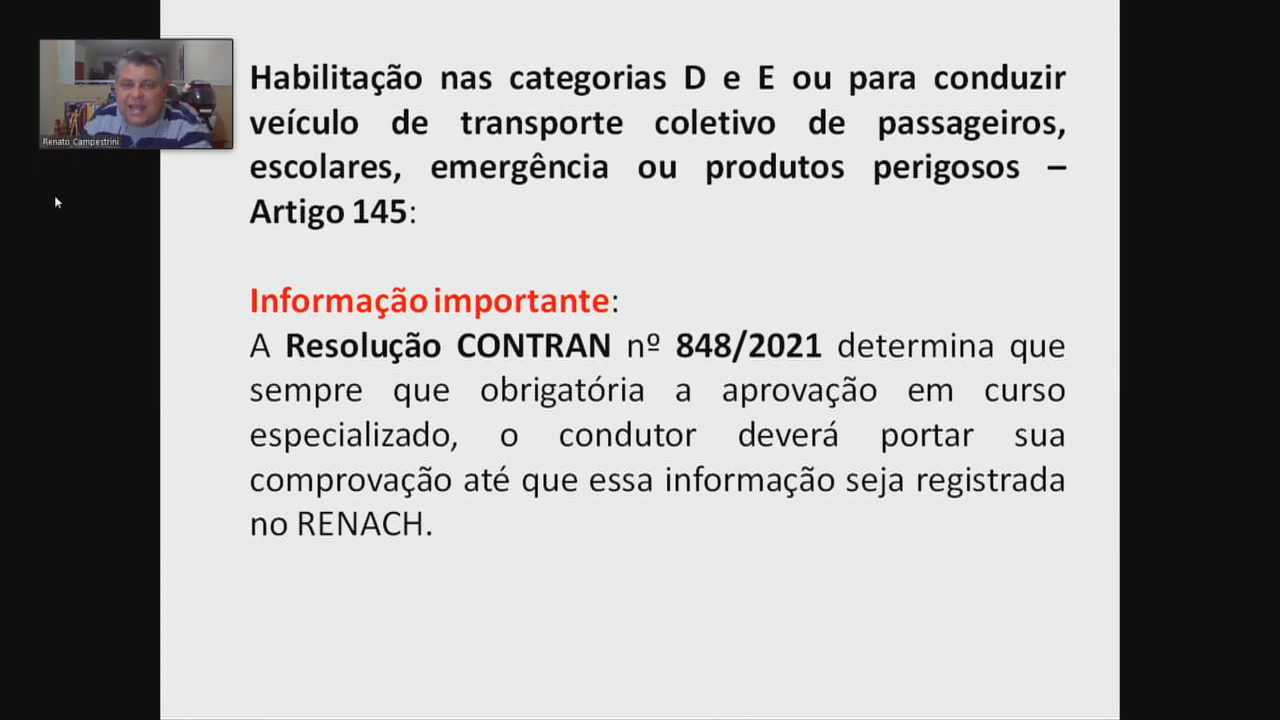 Renato Campestrini
Habilitação nas categorias D e E ou para conduzir
veículo de transporte coletivo de passageiros,
escolares, emergência ou produtos perigosos –
Artigo 145:
Informação importante:
A Resolução CONTRAN nº 848/2021 determina que
sempre que obrigatória a aprovação em curso
especializado, o condutor deverá portar sua
comprovação até que essa informação seja registrada
no RENACH.